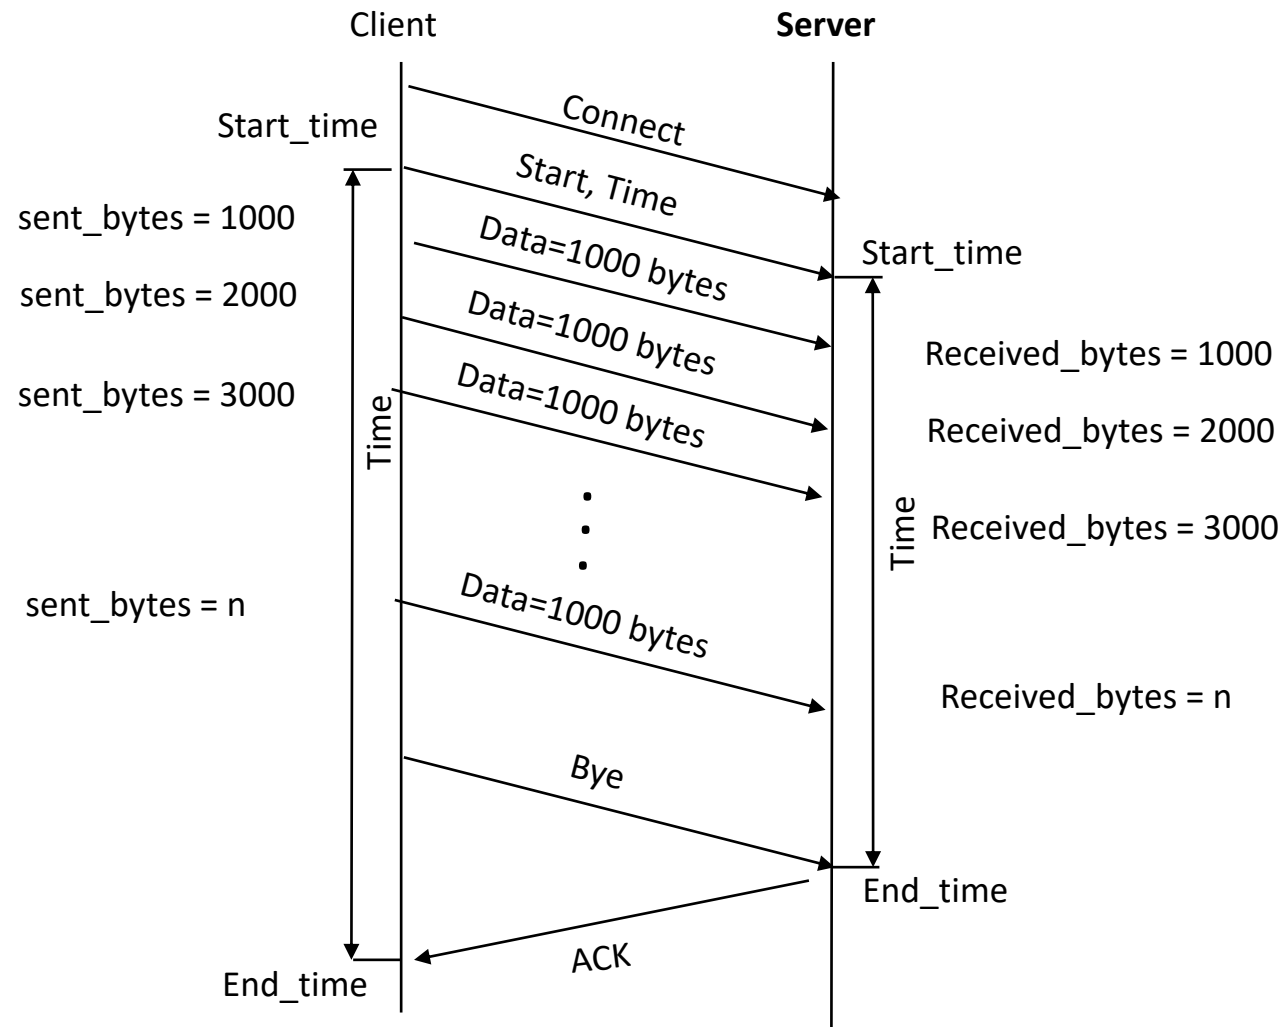 Client
Server
Connect
Start_time
Start, Time
sent_bytes = 1000
Data=1000 bytes
Start_time
sent_bytes = 2000
Data=1000 bytes
Received_bytes = 1000
sent_bytes = 3000
Data=1000 bytes
Received_bytes = 2000
Time
Time
Received_bytes = 3000
sent_bytes = n
Data=1000 bytes
Received_bytes = n
Bye
End_time
ACK
End_time